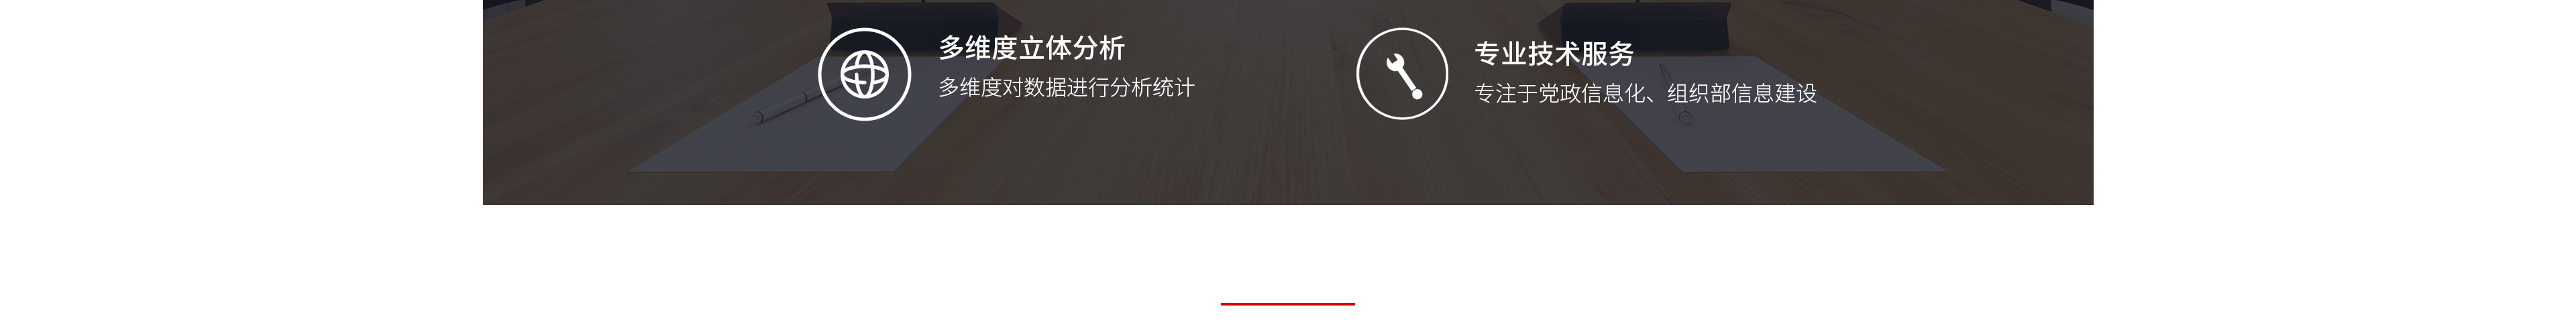 多维度立体分析
多维度对数据进行分析统计
专业技术服务
专注于党政信息化、组织部信息建设